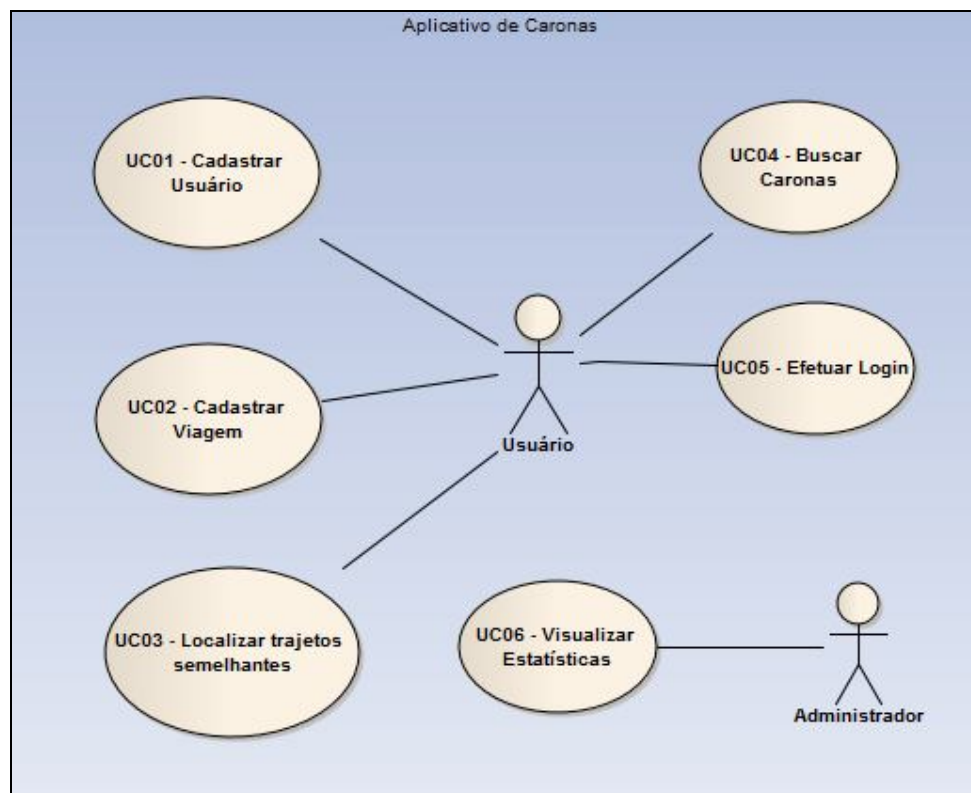 Aplicativo de Caronas
UC01 - Cadastrar
Usuário
UC04 - Buscar
Caronas
UC02 - Cadastrar
Viagem
UC05 - Efetuar Login
Usuário
UC03 - Localizar trajetos
semelhantes
UC06 - Visualizar
Estatísticas
Administrador